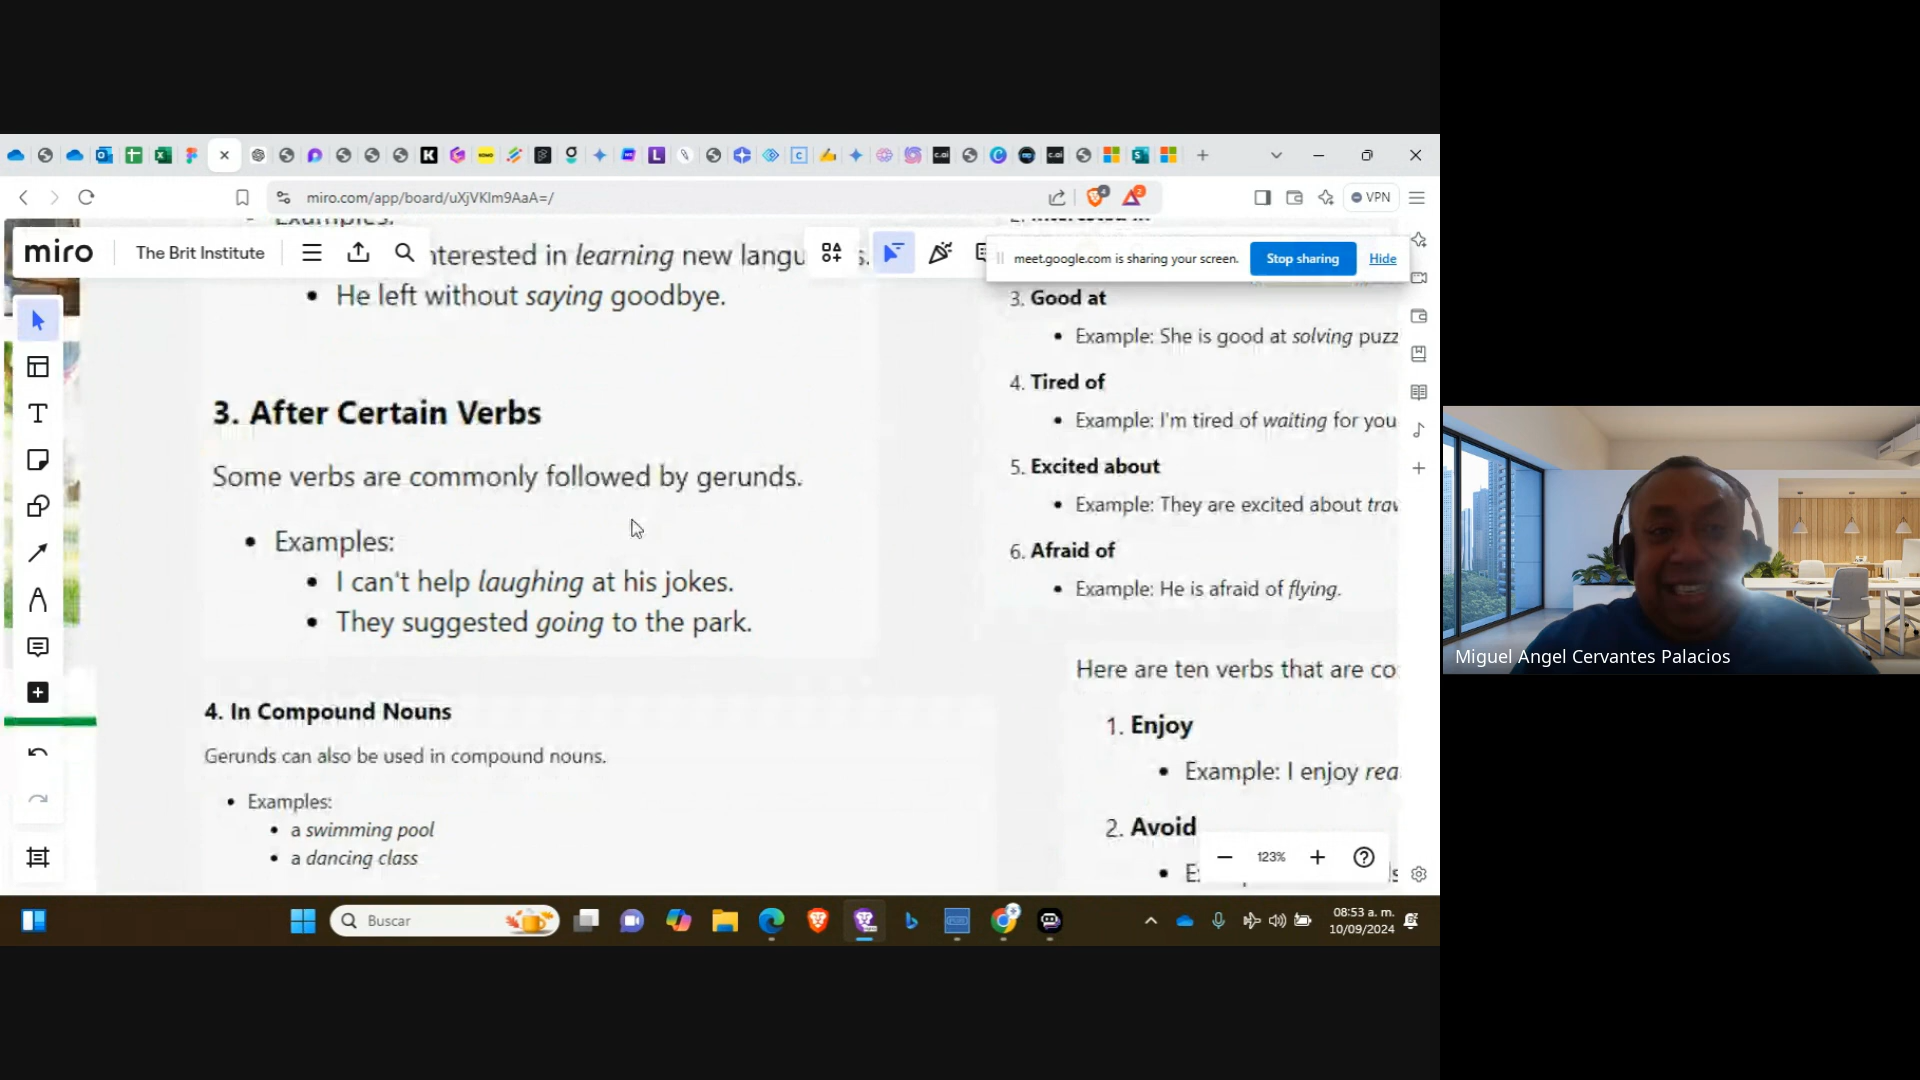 miro.com/app/board/uXjVKlm9AaA=/
VPN
miro
The Brit Institute
meet.google.com is sharing your screen.
Stop sharing
Hide
Examples:
nterested in learning new langu s.
He left without saying goodbye.
3. After Certain Verbs
Some verbs are commonly followed by gerunds.
Examples:
I can't help laughing at his jokes.
They suggested going to the park.
4. In Compound Nouns
Gerunds can also be used in compound nouns.
Examples:
a swimming pool
a dancing class
2. Interested in
3. Good at
Example: She is good at solving puzz
4. Tired of
Example: I'm tired of waiting for you
5. Excited about
Example: They are excited about trav
6. Afraid of
Example: He is afraid of flying.
Here are ten verbs that are co
1. Enjoy
Example: I enjoy rea
2. Avoid
123%
Buscar
08:53 a. m.
10/09/2024
Miguel Angel Cervantes Palacios